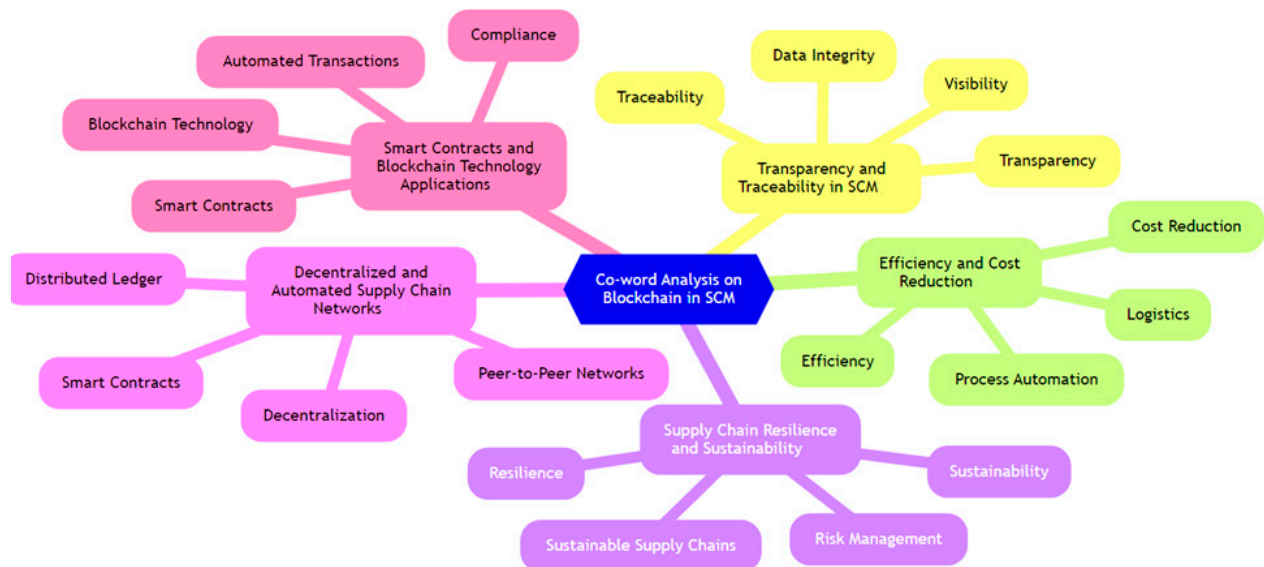 Compliance
Automated Transactions
Blockchain Technology
Smart Contracts
Smart Contracts and
Blockchain Technology
Applications
Data Integrity
Traceability
Visibility
Transparency
Transparency and
Traceability in SCM
Co-word Analysis on
Blockchain in SCM
Efficiency and Cost
Reduction
Cost Reduction
Logistics
Process Automation
Efficiency
Decentralized and
Automated Supply Chain
Networks
Distributed Ledger
Smart Contracts
Decentralization
Peer-to-Peer Networks
Supply Chain Resilience
and Sustainability
Resilience
Sustainable Supply Chains
Risk Management
Sustainability